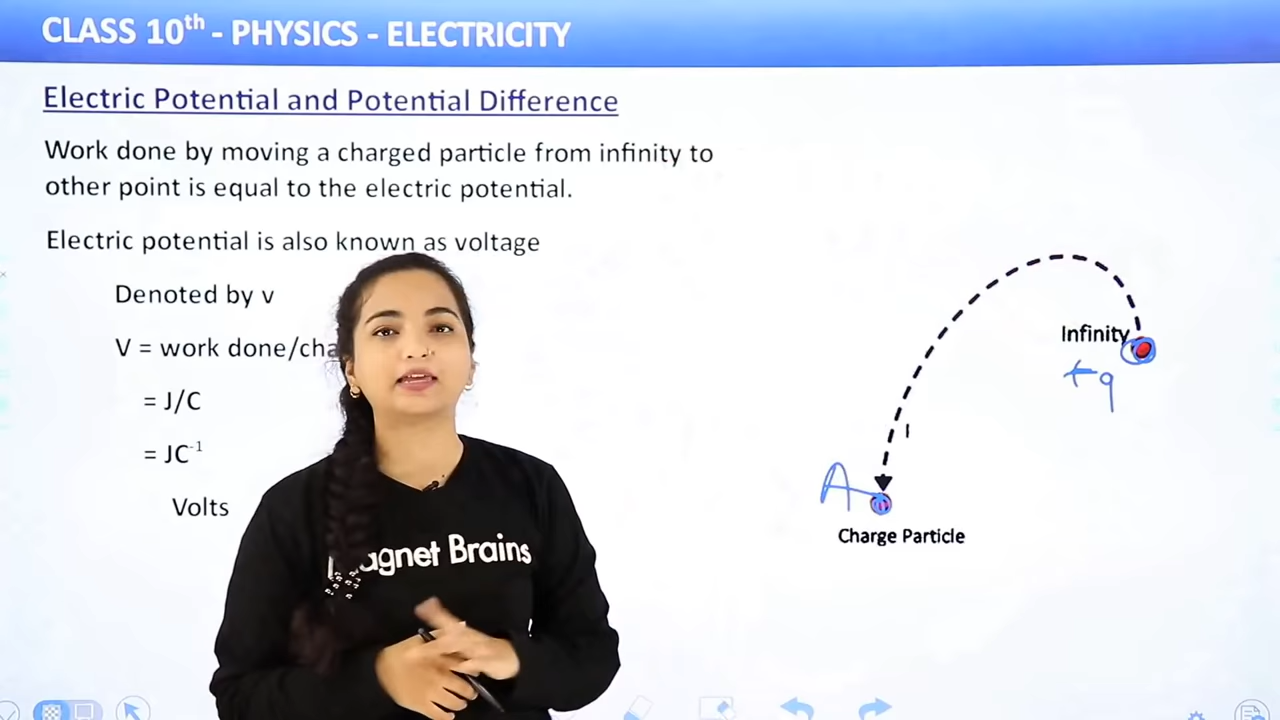 CLASS 10th - PHYSICS - ELECTRICITY
Electric Potential and Potential Difference
Work done by moving a charged particle from infinity to
other point is equal to the electric potential.
Electric potential is also known as voltage
Denoted by v
V = work done/cha
= J/C
= JC-1
Volts
Infinity
+q
A
Charge Particle
agnet Brains